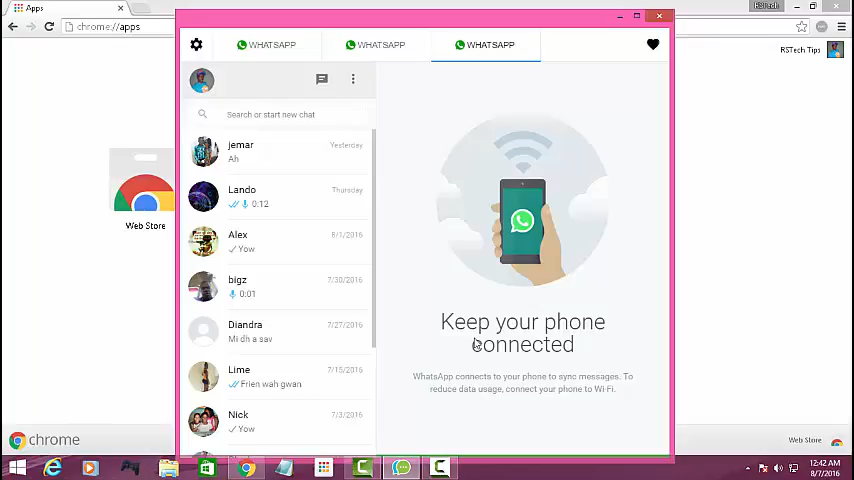 Apps
RSTech
chrome://apps
WHATSAPP
WHATSAPP
WHATSAPP
RSTech Tips
Search or start new chat
jemar
Yesterday
Ah
Lando
Thursday
0:12
Alex
8/1/2016
Yow
bigz
7/30/2016
0:01
Diandra
7/27/2016
Mi dh a sav
Lime
7/15/2016
Frien wah gwan
Nick
7/3/2016
Yow
Web Store
Keep your phone
connected
WhatsApp connects to your phone to sync messages. To
reduce data usage, connect your phone to Wi-Fi.
chrome
Web Store
12:42 AM
8/7/2016